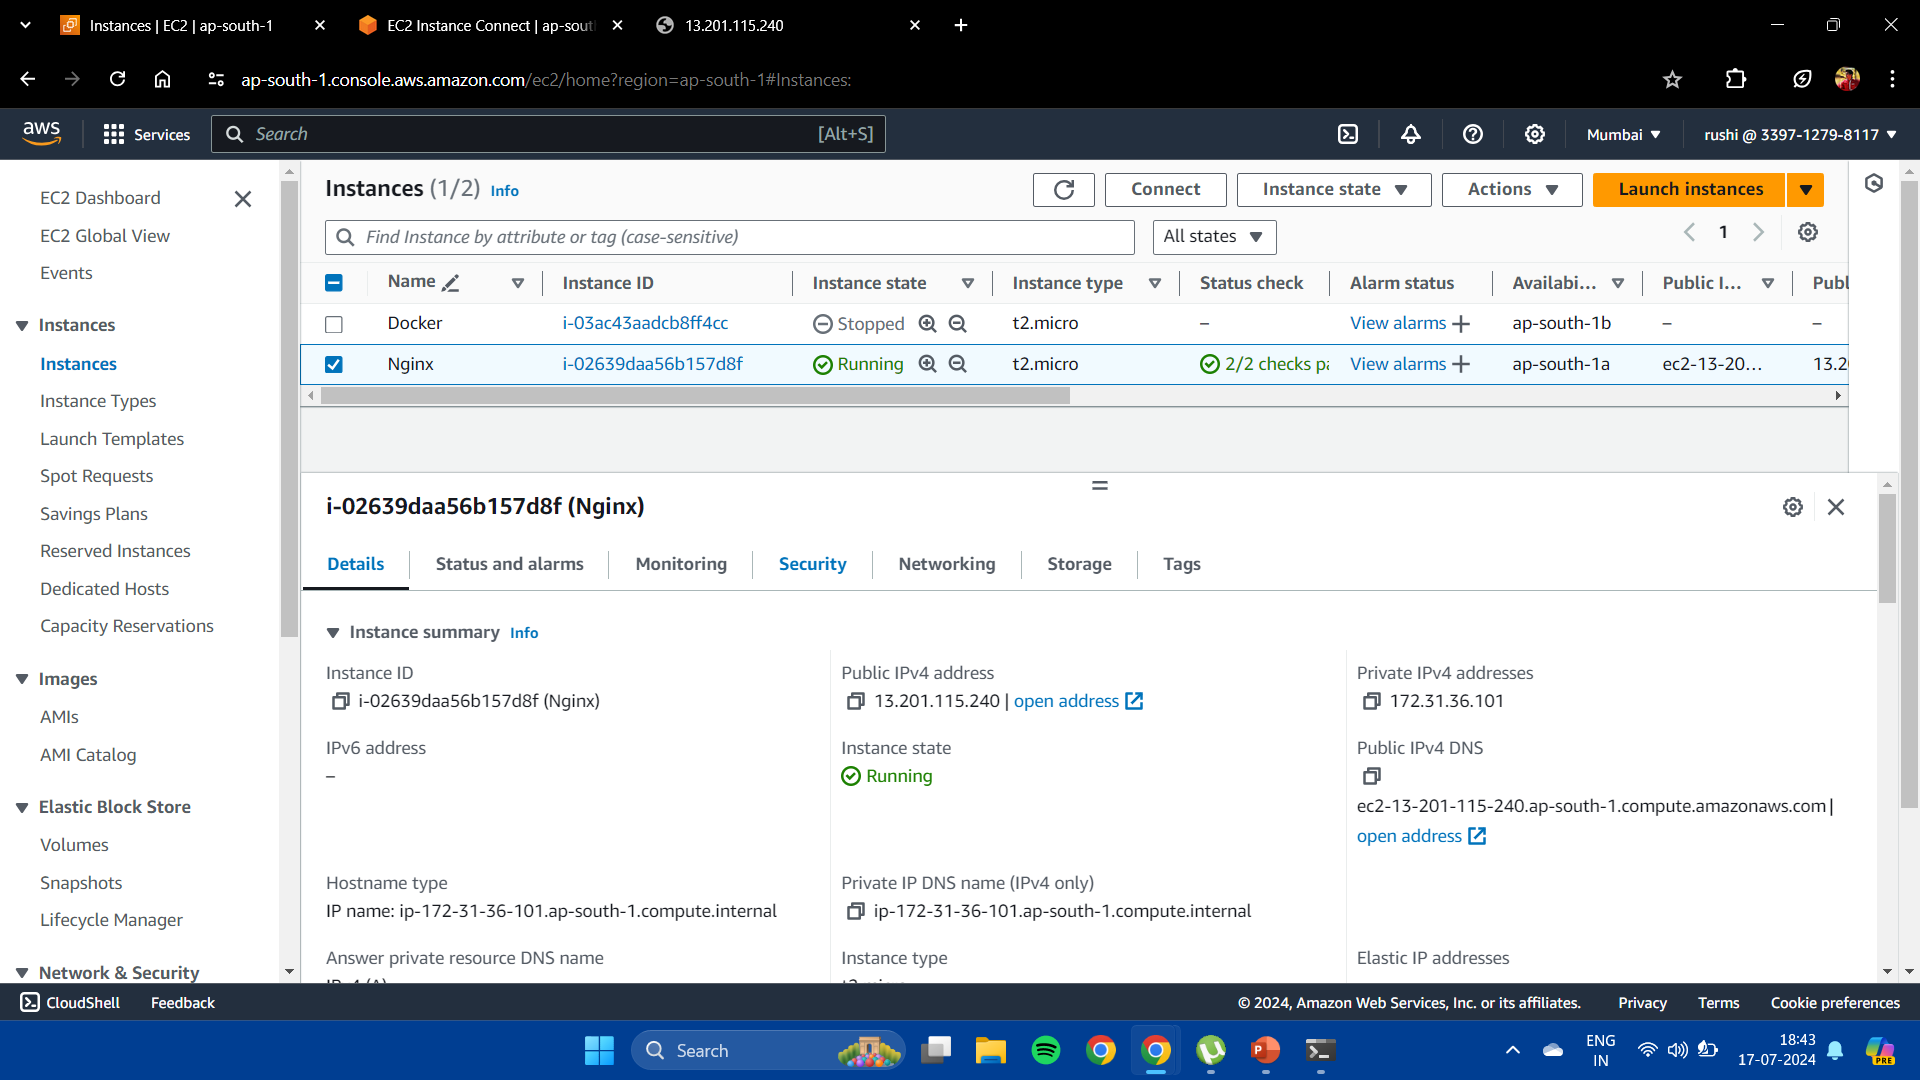 Instances | EC2 | ap-south-1
EC2 Instance Connect | ap-sout
13.201.115.240
ap-south-1.console.aws.amazon.com/ec2/home?region=ap-south-1#Instances:
aws
Services
Search
[Alt+S]
Mumbai
rushi @ 3397-1279-8117
EC2 Dashboard
EC2 Global View
Events
Instances
Instances
Instance Types
Launch Templates
Spot Requests
Savings Plans
Reserved Instances
Dedicated Hosts
Capacity Reservations
Images
AMIs
AMI Catalog
Elastic Block Store
Volumes
Snapshots
Lifecycle Manager
Network & Security
Instances (1/2) Info
Connect
Instance state
Actions
Launch instances
Find Instance by attribute or tag (case-sensitive)
All states
1
Name Instance ID Instance state Instance type Status check Alarm status Availabi... Public I... Publ
Docker i-03ac43aadcb8ff4cc Stopped t2.micro – View alarms + ap-south-1b – –
Nginx i-02639daa56b157d8f Running t2.micro 2/2 checks pa View alarms + ap-south-1a ec2-13-20... 13.2
i-02639daa56b157d8f (Nginx)
Details
Status and alarms
Monitoring
Security
Networking
Storage
Tags
Instance summary Info
Instance ID
i-02639daa56b157d8f (Nginx)
Public IPv4 address
13.201.115.240 | open address
Private IPv4 addresses
172.31.36.101
IPv6 address
–
Instance state
Running
Public IPv4 DNS
ec2-13-201-115-240.ap-south-1.compute.amazonaws.com |
open address
Hostname type
IP name: ip-172-31-36-101.ap-south-1.compute.internal
Private IP DNS name (IPv4 only)
ip-172-31-36-101.ap-south-1.compute.internal
Answer private resource DNS name
Instance type
Elastic IP addresses
CloudShell
Feedback
© 2024, Amazon Web Services, Inc. or its affiliates.
Privacy
Terms
Cookie preferences
Search
ENG
IN
18:43
17-07-2024
PRE